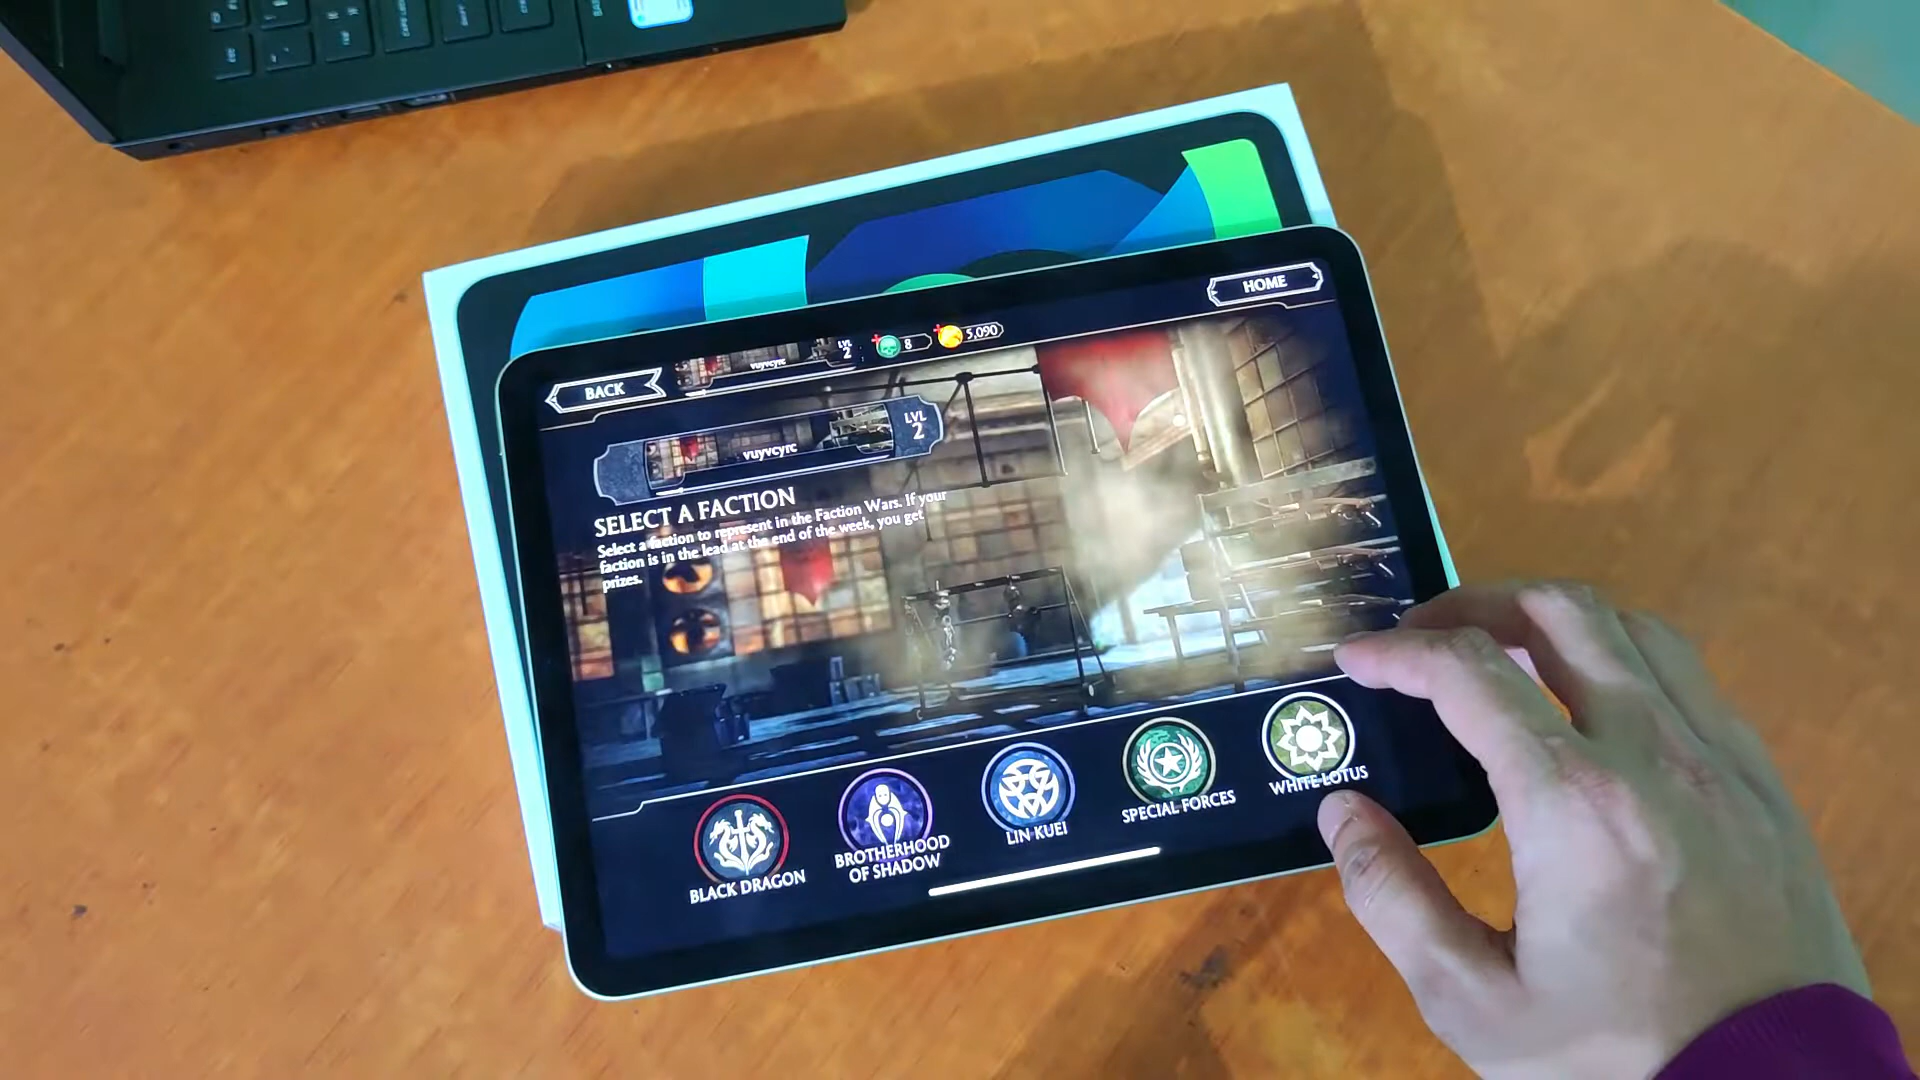 HOME
8
5,090
LVL
2
vuyvcyrc
BACK
LVL
2
vuyvcyrc
SELECT A FACTION
Select a faction to represent in the Faction Wars. If your
faction is in the lead at the end of the week, you get
prizes.
BLACK DRAGON
BROTHERHOOD
OF SHADOW
LIN KUEI
SPECIAL FORCES
WHITE LOTUS